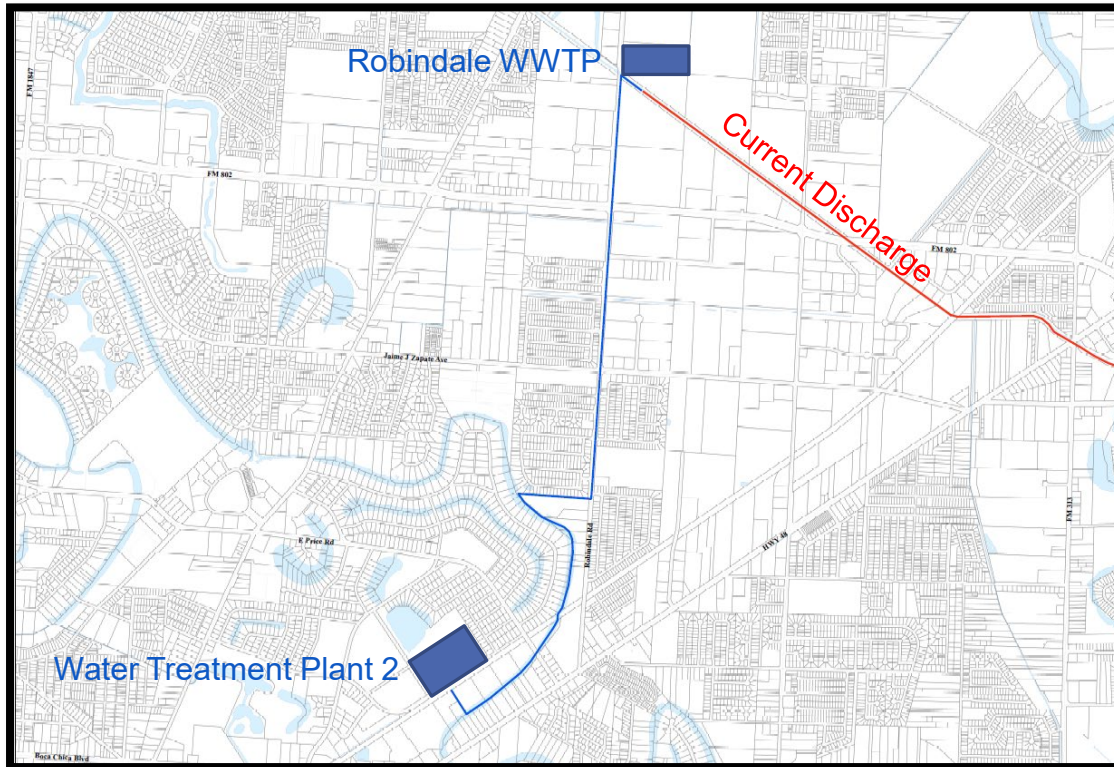 Robindale WWTP
FM 1847
Current Discharge
FM 802
FM 802
Jaime J Zapate Ave
E Price Rd
Robindale Rd
HWY 48
FM 313
Water Treatment Plant 2
Boca Chica Blvd